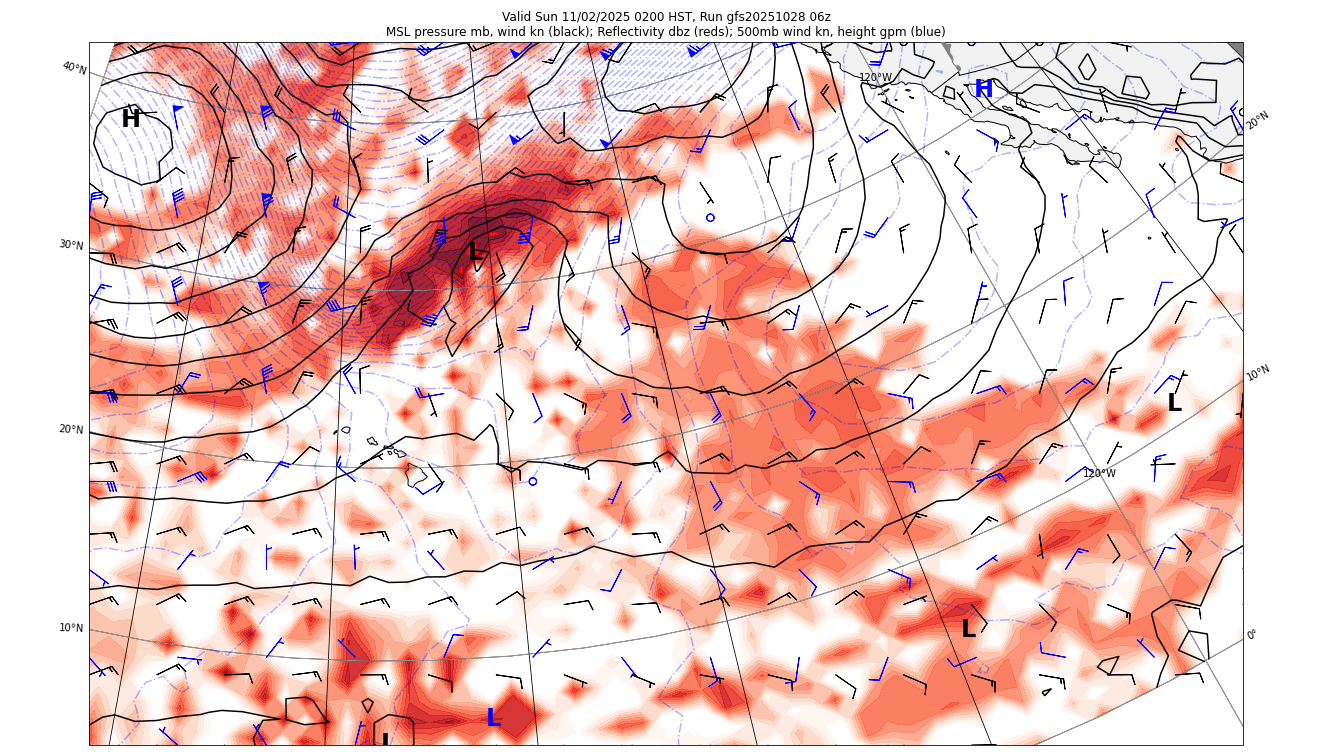 Valid Sun 11/02/2025 0200 HST, Run gfs20251028 06z
MSL pressure mb, wind kn (black); Reflectivity dbz (reds); 500mb wind kn, height gpm (blue)
40°N
120°W
H
H
20°N
30°N
L
10°N
L
20°N
120°W
10°N
L
0°
L
L